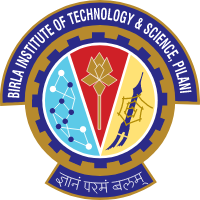 BIRLA INSTITUTE OF TECHNOLOGY & SCIENCE, PILANI
ज्ञानं परमं बलम्